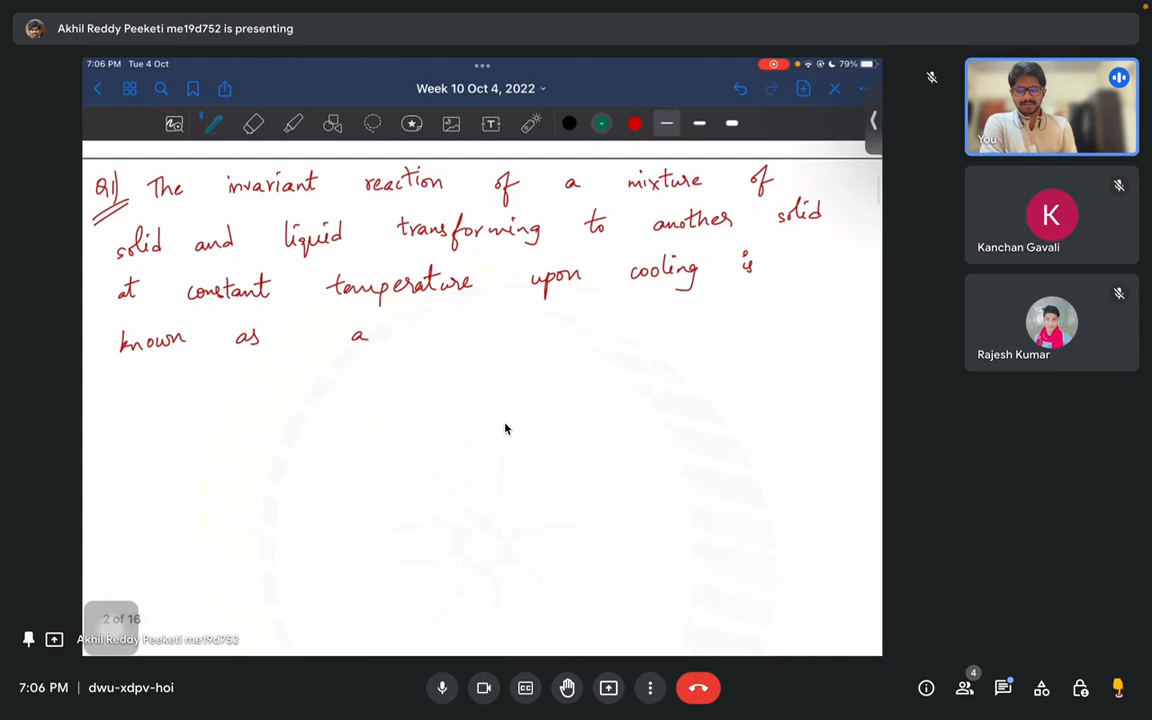 Akhil Reddy Peeketi me19d752 is presenting
7:06 PM Tue 4 Oct
79%
Week 10 Oct 4, 2022
You
Q1) The invariant reaction of a mixture of
solid and liquid transforming to another solid
at constant temperature upon cooling is
known as a
K
Kanchan Gavali
Rajesh Kumar
2 of 16
Akhil Reddy Peeketi me19d752
7:06 PM | dwu-xdpv-hoi
4